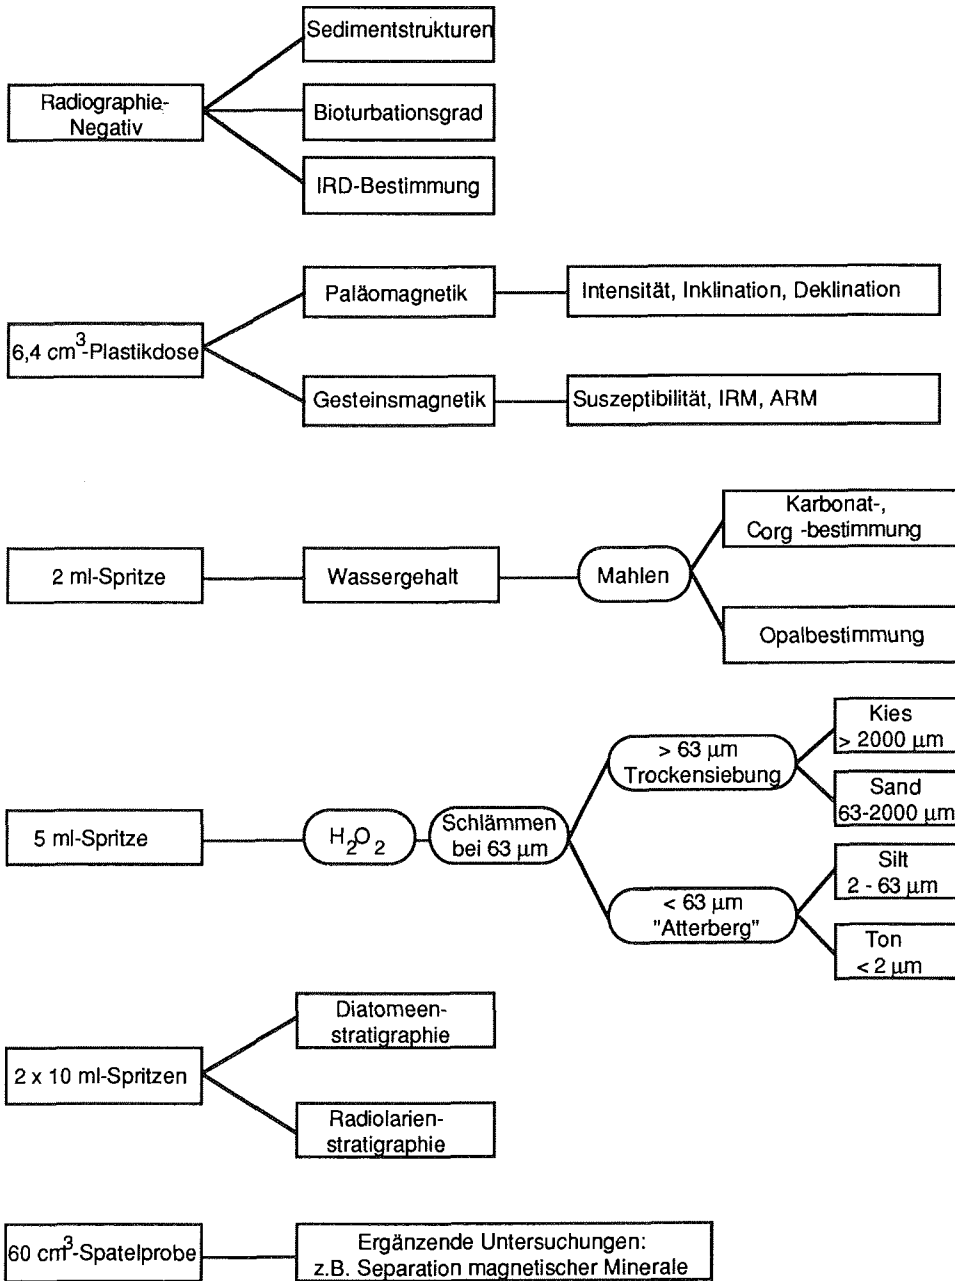 Sedimentstrukturen
Radiographie-
Negativ
Bioturbationsgrad
IRD-Bestimmung
Paläomagnetik
Intensität, Inklination, Deklination
6,4 cm³-Plastikdose
Gesteinsmagnetik
Suszeptibilität, IRM, ARM
2 ml-Spritze
Wassergehalt
Mahlen
Karbonat-,
Corg -bestimmung
Opalbestimmung
5 ml-Spritze
H₂O₂
Schlämmen
bei 63 µm
> 63 µm
Trockensiebung
Kies
> 2000 µm
Sand
63-2000 µm
< 63 µm
"Atterberg"
Silt
2 - 63 µm
Ton
< 2 µm
2 x 10 ml-Spritzen
Diatomeen-
stratigraphie
Radiolarien-
stratigraphie
60 cm³-Spatelprobe
Ergänzende Untersuchungen:
z.B. Separation magnetischer Minerale